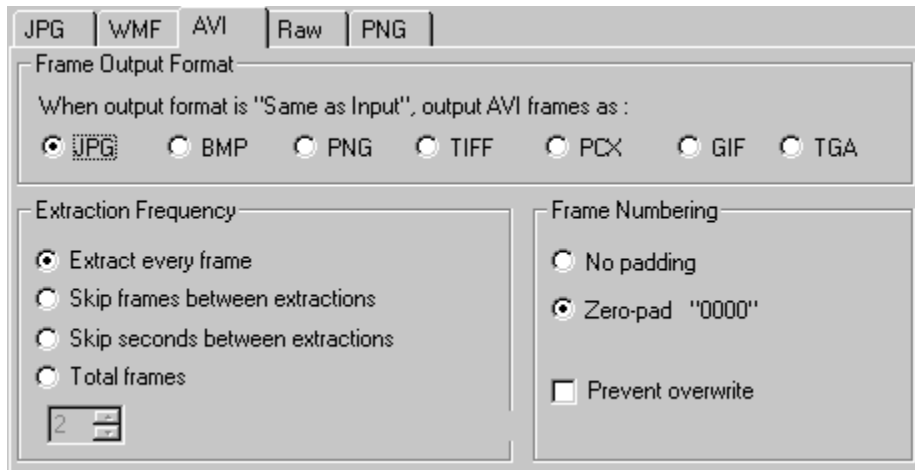 JPG WMF AVI Raw PNG
Frame Output Format
When output format is "Same as Input", output AVI frames as :
JPG BMP PNG TIFF PCX GIF TGA
Extraction Frequency
Extract every frame
Skip frames between extractions
Skip seconds between extractions
Total frames
2
Frame Numbering
No padding
Zero-pad "0000"
Prevent overwrite